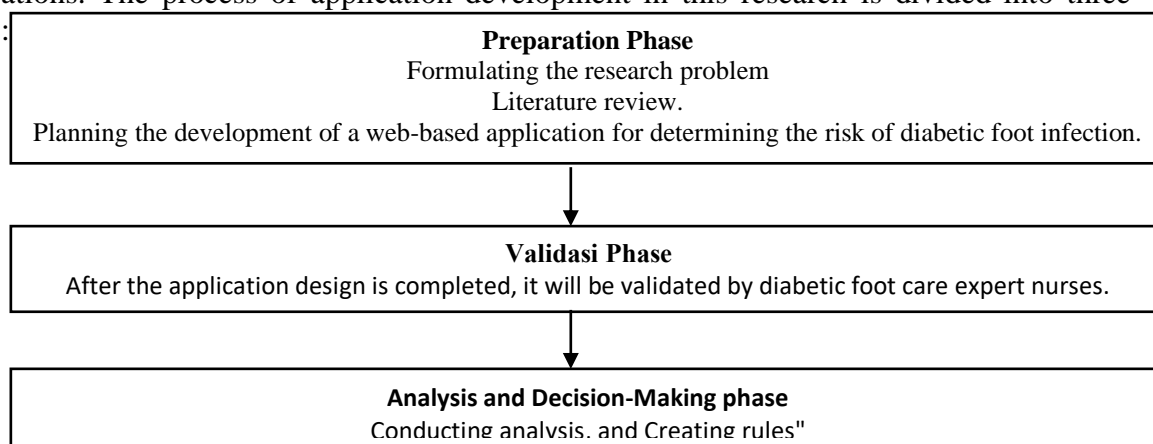 ations. The process of application development in this research is divided into three
:
Preparation Phase
Formulating the research problem
Literature review.
Planning the development of a web-based application for determining the risk of diabetic foot infection.
Validasi Phase
After the application design is completed, it will be validated by diabetic foot care expert nurses.
Analysis and Decision-Making phase
Conducting analysis, and Creating rules"